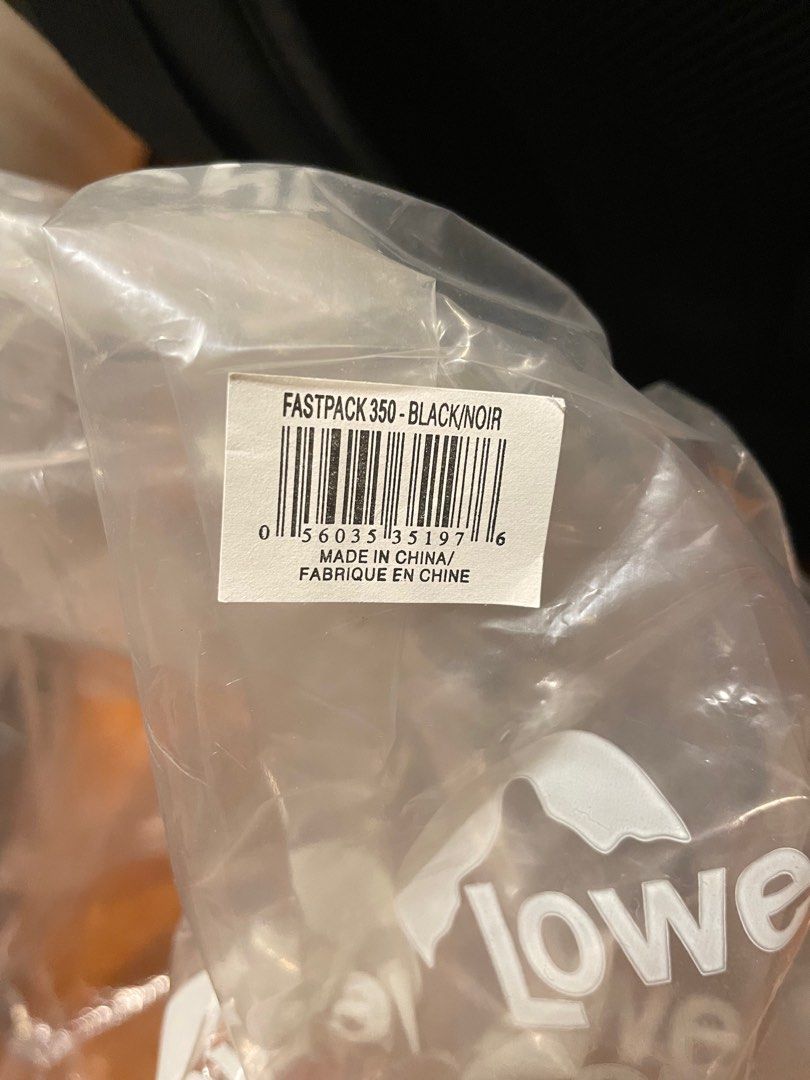 FASTPACK 350 - BLACK/NOIR
0 56035 35197 6
MADE IN CHINA/
FABRIQUE EN CHINE
Lowe